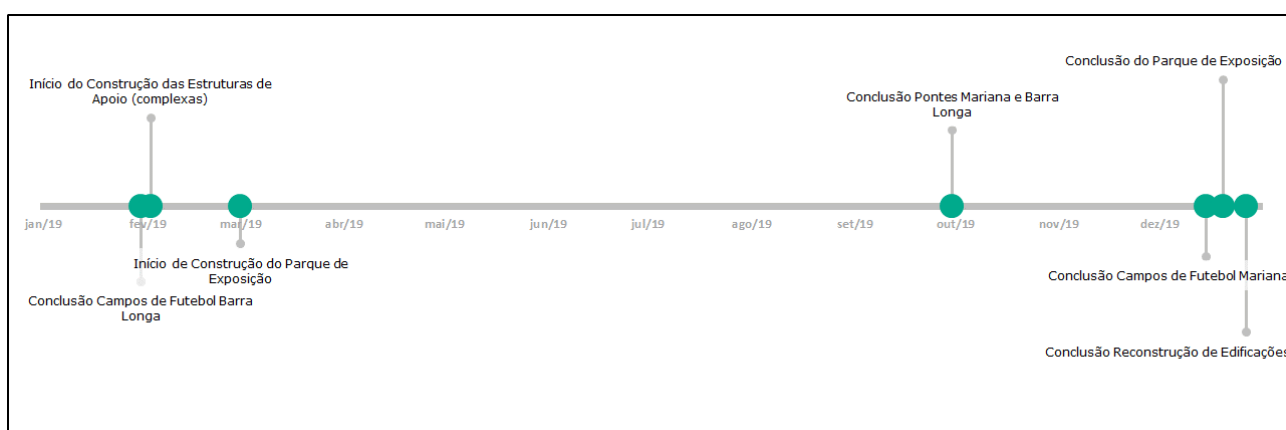 Conclusão do Parque de Exposição
Início do Construção das Estruturas de
Apoio (complexas)
Conclusão Pontes Mariana e Barra
Longa
jan/19
fev/19
mar/19
abr/19
mai/19
jun/19
jul/19
ago/19
set/19
out/19
nov/19
dez/19
Início de Construção do Parque de
Exposição
Conclusão Campos de Futebol Mariana
Conclusão Campos de Futebol Barra
Longa
Conclusão Reconstrução de Edificações